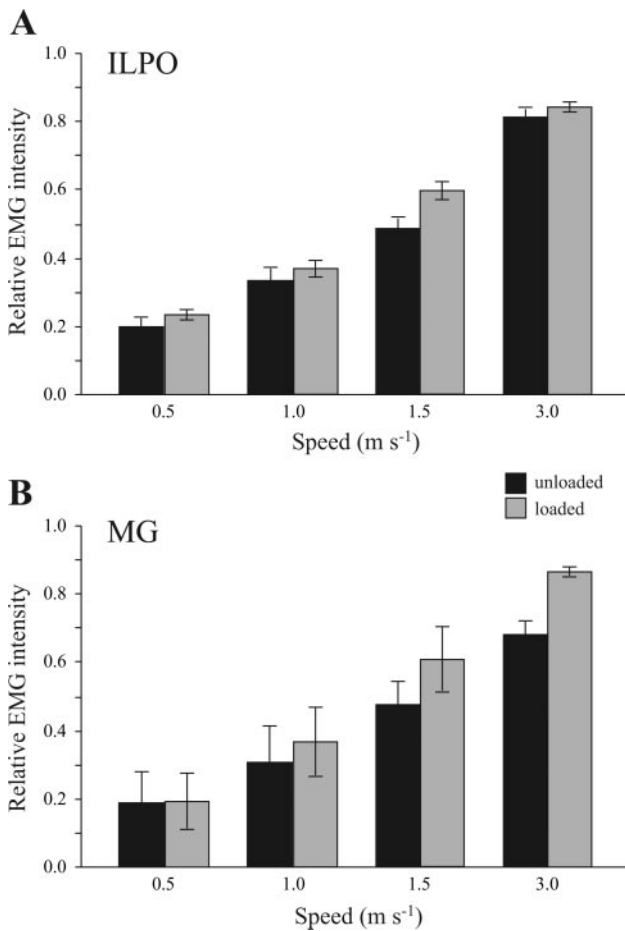 A
ILPO
Relative EMG intensity
1.0
0.8
0.6
0.4
0.2
0.0
0.5 1.0 1.5 3.0
Speed (m s⁻¹)
unloaded
loaded
B
MG
Relative EMG intensity
1.0
0.8
0.6
0.4
0.2
0.0
0.5 1.0 1.5 3.0
Speed (m s⁻¹)